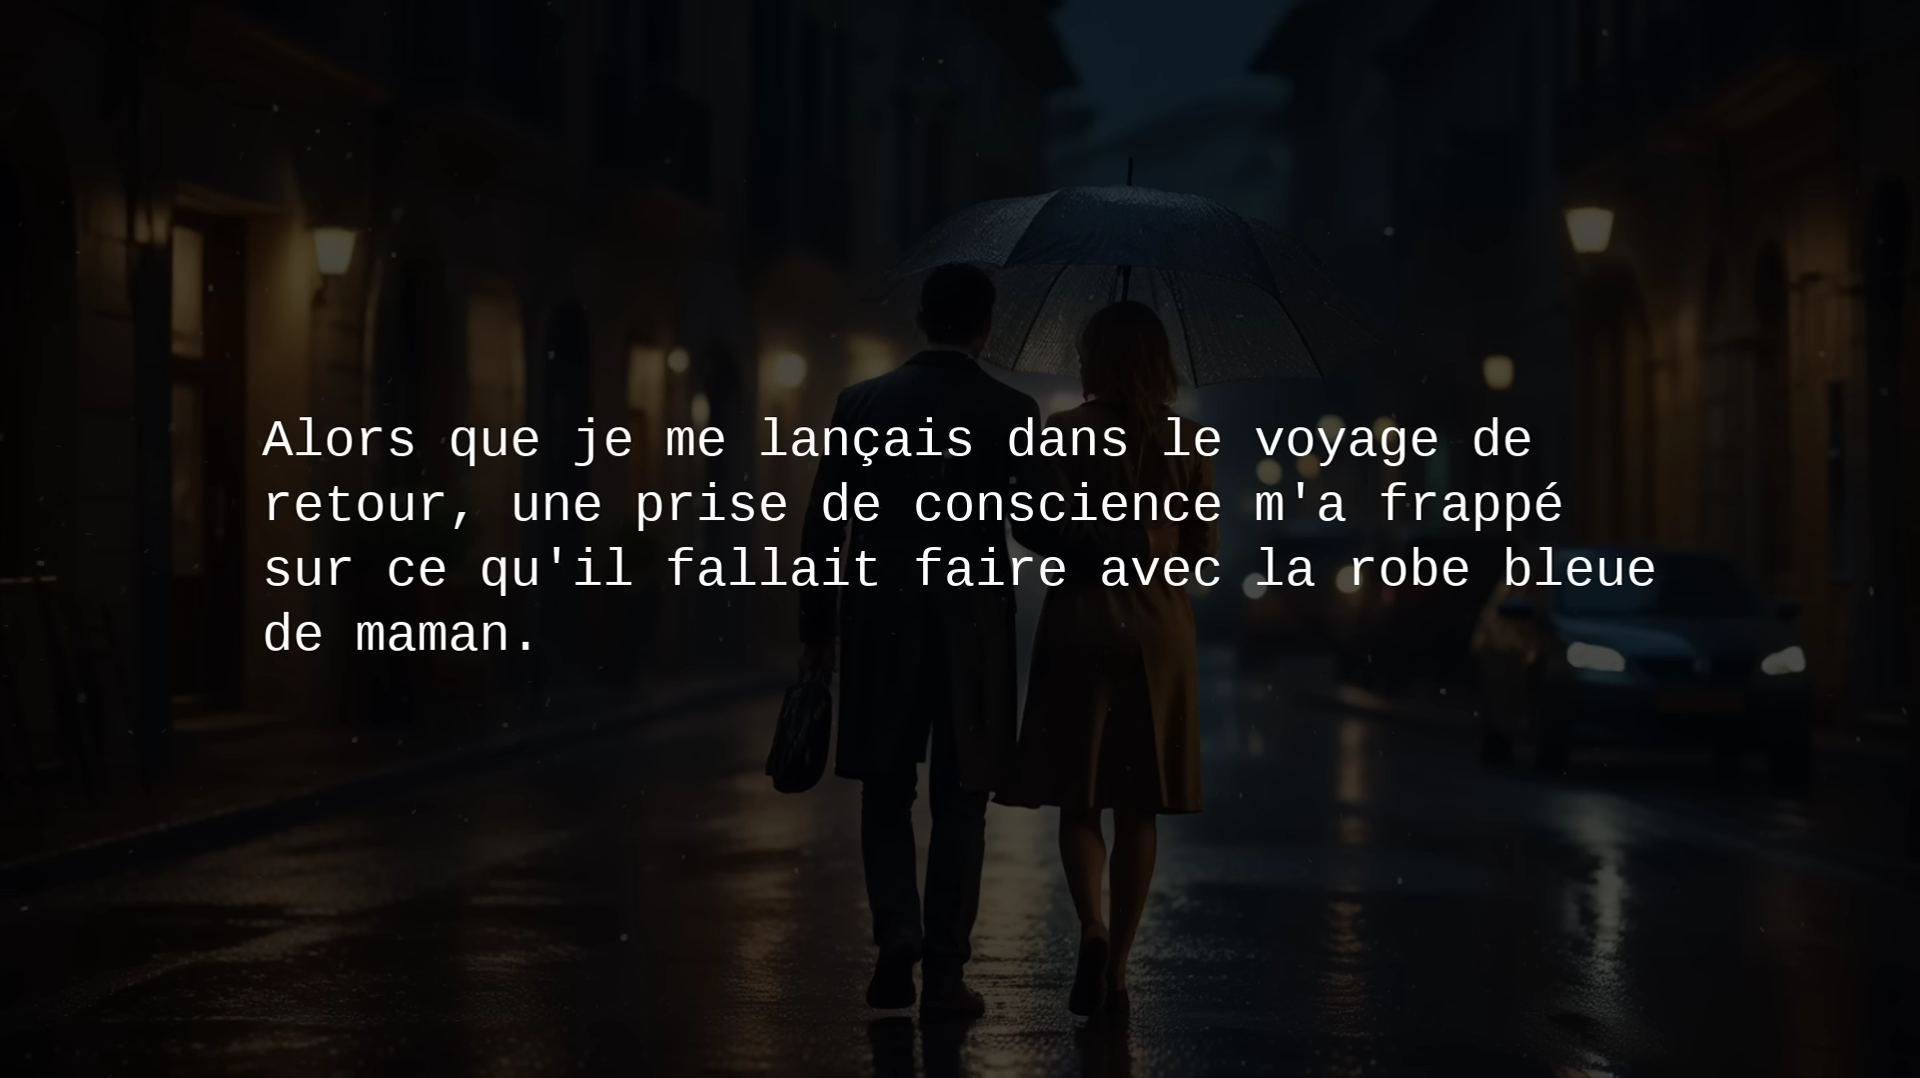 Alors que je me lançais dans le voyage de
retour, une prise de conscience m'a frappé
sur ce qu'il fallait faire avec la robe bleue
de maman.